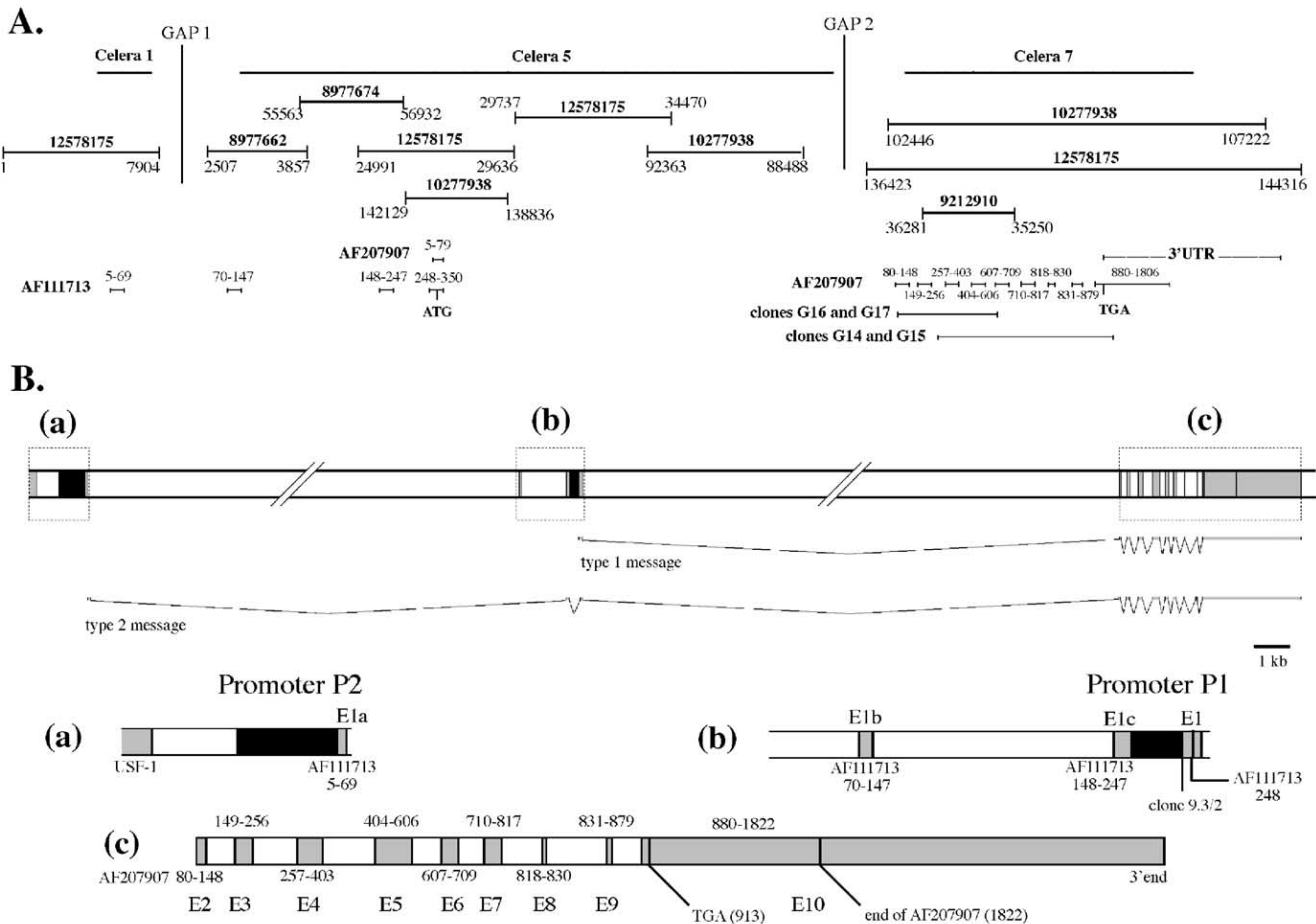 A.
GAP 1
GAP 2
Celera 1
Celera 5
Celera 7
8977674
55563 56932
29737 12578175 34470
10277938
102446 107222
12578175
1 7904
8977662
2507 3857
12578175
24991 29636
10277938
92363 88488
12578175
136423 144316
10277938
142129 138836
9212910
36281 35250
AF207907 5-79
3'UTR
AF111713 5-69 70-147 148-247 248-350
ATG
AF207907 80-148 257-403 607-709 818-830 880-1806
149-256 404-606 710-817 831-879
TGA
clones G16 and G17
clones G14 and G15
B.
(a) (b) (c)
type 1 message
type 2 message
1 kb
Promoter P2
E1a
(a)
USF-1 AF111713
5-69
Promoter P1
E1b E1c E1
(b)
AF111713
70-147
AF111713
148-247
clone 9.3/2
AF111713
248
149-256 404-606 710-817 831-879 880-1822
(c)
AF207907 80-148 257-403 607-709 818-830 3'end
E2 E3 E4 E5 E6 E7 E8 E9 TGA (913) E10 end of AF207907 (1822)